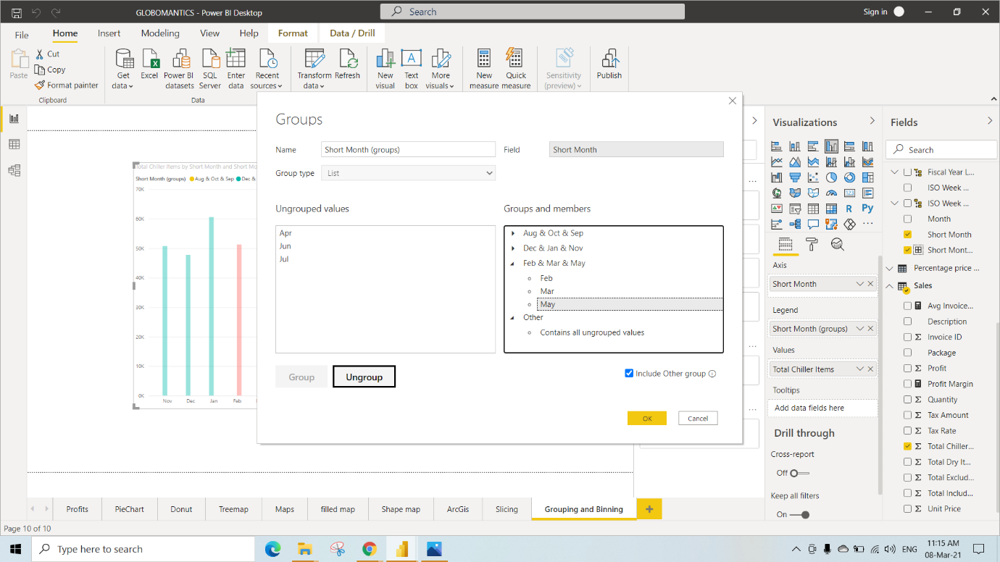 GLOBOMANTICS - Power BI Desktop
Search
Sign in
File
Home
Insert
Modeling
View
Help
Format
Data / Drill
Paste
Cut
Copy
Format painter
Clipboard
Get data
Excel
Power BI datasets
SQL Server
Enter data
Recent sources
Data
Transform data
Refresh
New visual
Text box
More visuals
New measure
Quick measure
Sensitivity (preview)
Publish
Groups
Name
Short Month (groups)
Field
Short Month
Group type
List
Ungrouped values
Apr
Jun
Jul
Groups and members
Aug & Oct & Sep
Dec & Jan & Nov
Feb & Mar & May
Feb
Mar
May
Other
Contains all ungrouped values
Group
Ungroup
Include Other group
OK
Cancel
Total Chiller Items by Short Month and Short Mo
Short Month (groups) Aug & Oct & Sep Dec &
70K
60K
50K
40K
30K
20K
10K
0K
Nov Dec Jan Feb
Visualizations
R
Py
Axis
Short Month
Legend
Short Month (groups)
Values
Total Chiller Items
Tooltips
Add data fields here
Drill through
Cross-report
Off
Keep all filters
On
Fields
Search
Fiscal Year L...
ISO Week ...
ISO Week ...
Month
Short Month
Short Mont...
Percentage price ...
Sales
Avg Invoice...
Description
Invoice ID
Package
Profit
Profit Margin
Quantity
Tax Amount
Tax Rate
Total Chiller...
Total Dry It...
Total Exclud...
Total Includ...
Unit Price
Profits
PieChart
Donut
Treemap
Maps
filled map
Shape map
ArcGis
Slicing
Grouping and Binning
Page 10 of 10
Type here to search
ENG
11:15 AM
08-Mar-21